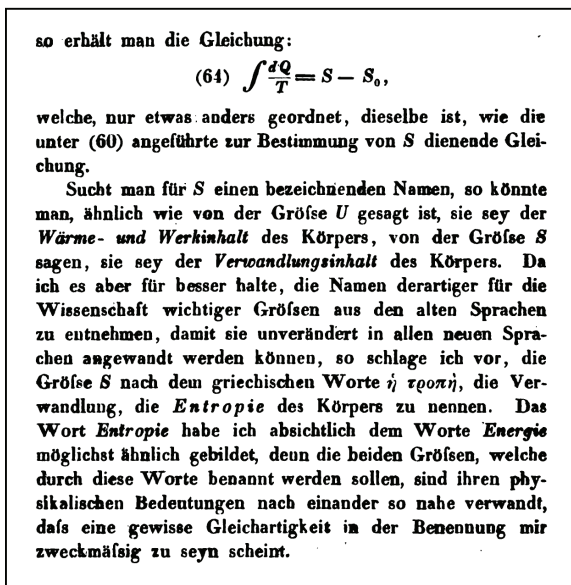 so erhält man die Gleichung:
(64) ∫dQ/T = S − S₀,
welche, nur etwas anders geordnet, dieselbe ist, wie die
unter (60) angeführte zur Bestimmung von S dienende Glei-
chung.
Sucht man für S einen bezeichnenden Namen, so könnte
man, ähnlich wie von der Gröſse U gesagt ist, sie sey der
Wärme- und Werkinhalt des Körpers, von der Gröſse S
sagen, sie sey der Verwandlungsinhalt des Körpers. Da
ich es aber für besser halte, die Namen derartiger für die
Wissenschaft wichtiger Gröſsen aus den alten Sprachen
zu entnehmen, damit sie unverändert in allen neuen Spra-
chen angewandt werden können, so schlage ich vor, die
Gröſse S nach dem griechischen Worte ἡ τροπὴ, die Ver-
wandlung, die Entropie des Körpers zu nennen. Das
Wort Entropie habe ich absichtlich dem Worte Energie
möglichst ähnlich gebildet, denn die beiden Gröſsen, welche
durch diese Worte benannt werden sollen, sind ihren phy-
sikalischen Bedeutungen nach einander so nahe verwandt,
daſs eine gewisse Gleichartigkeit in der Benennung mir
zweckmäſsig zu seyn scheint.